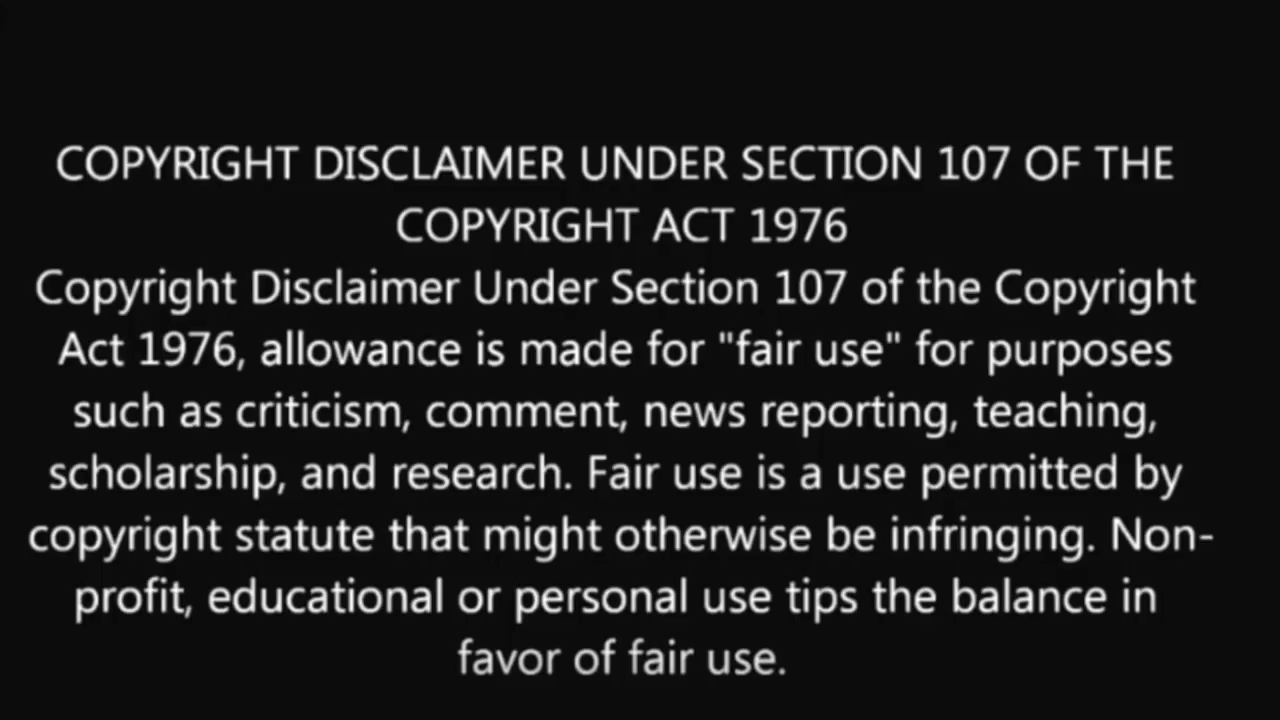 COPYRIGHT DISCLAIMER UNDER SECTION 107 OF THE
COPYRIGHT ACT 1976
Copyright Disclaimer Under Section 107 of the Copyright
Act 1976, allowance is made for "fair use" for purposes
such as criticism, comment, news reporting, teaching,
scholarship, and research. Fair use is a use permitted by
copyright statute that might otherwise be infringing. Non-
profit, educational or personal use tips the balance in
favor of fair use.